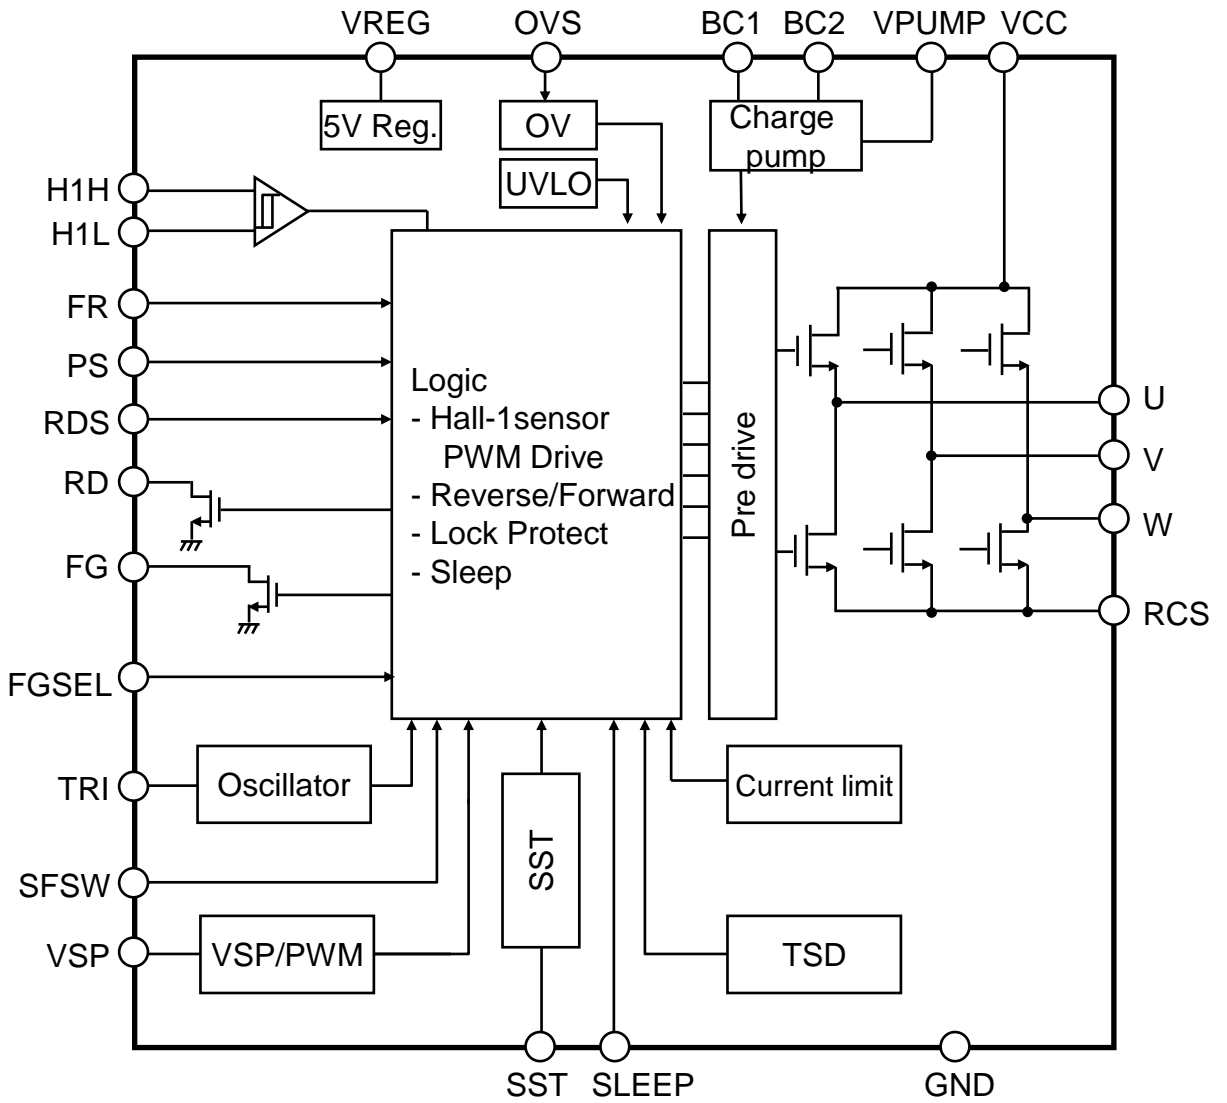 VREG
OVS
BC1
BC2
VPUMP
VCC
5V Reg.
OV
Charge
pump
UVLO
H1H
H1L
FR
PS
RDS
RD
FG
FGSEL
TRI
SFSW
VSP
Logic
- Hall-1sensor
PWM Drive
- Reverse/Forward
- Lock Protect
- Sleep
Pre drive
U
V
W
RCS
Oscillator
Current limit
SST
VSP/PWM
TSD
SST
SLEEP
GND